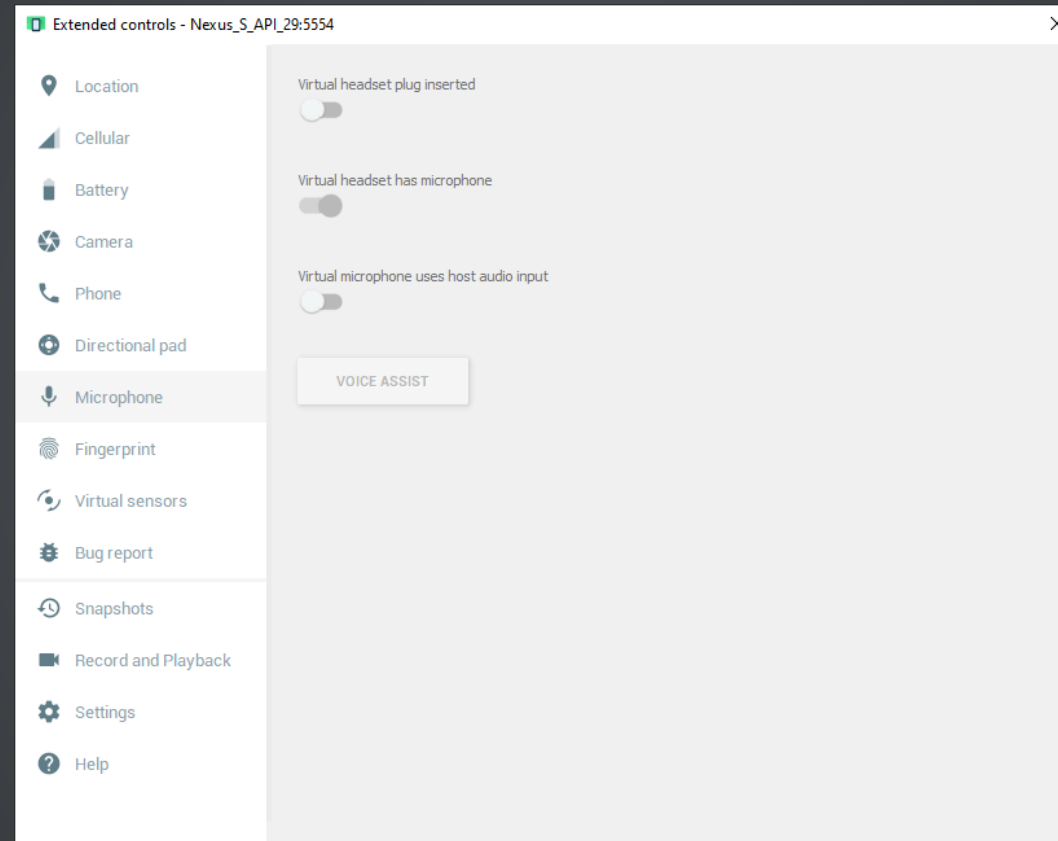 Extended controls - Nexus_S_API_29:5554
Location
Cellular
Battery
Camera
Phone
Directional pad
Microphone
Fingerprint
Virtual sensors
Bug report
Snapshots
Record and Playback
Settings
Help
Virtual headset plug inserted
Virtual headset has microphone
Virtual microphone uses host audio input
VOICE ASSIST